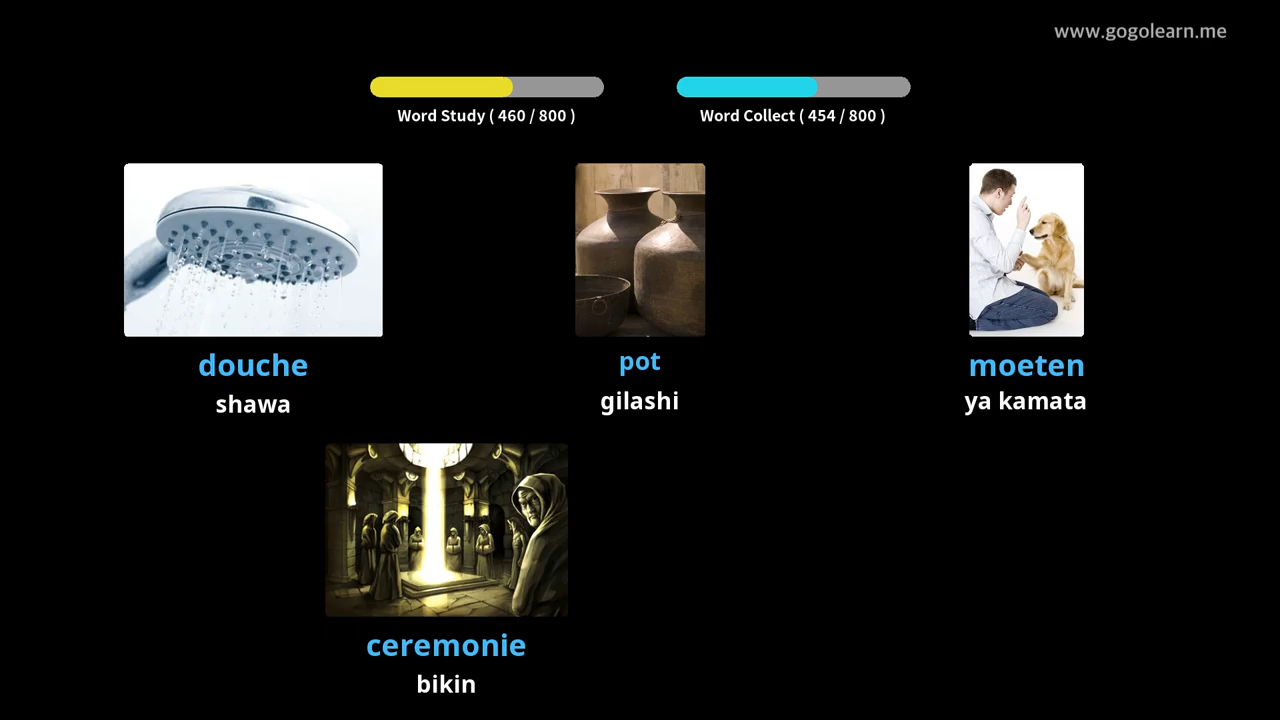 www.gogolearn.me
Word Study ( 460 / 800 )
Word Collect ( 454 / 800 )
douche
shawa
pot
gilashi
moeten
ya kamata
ceremonie
bikin